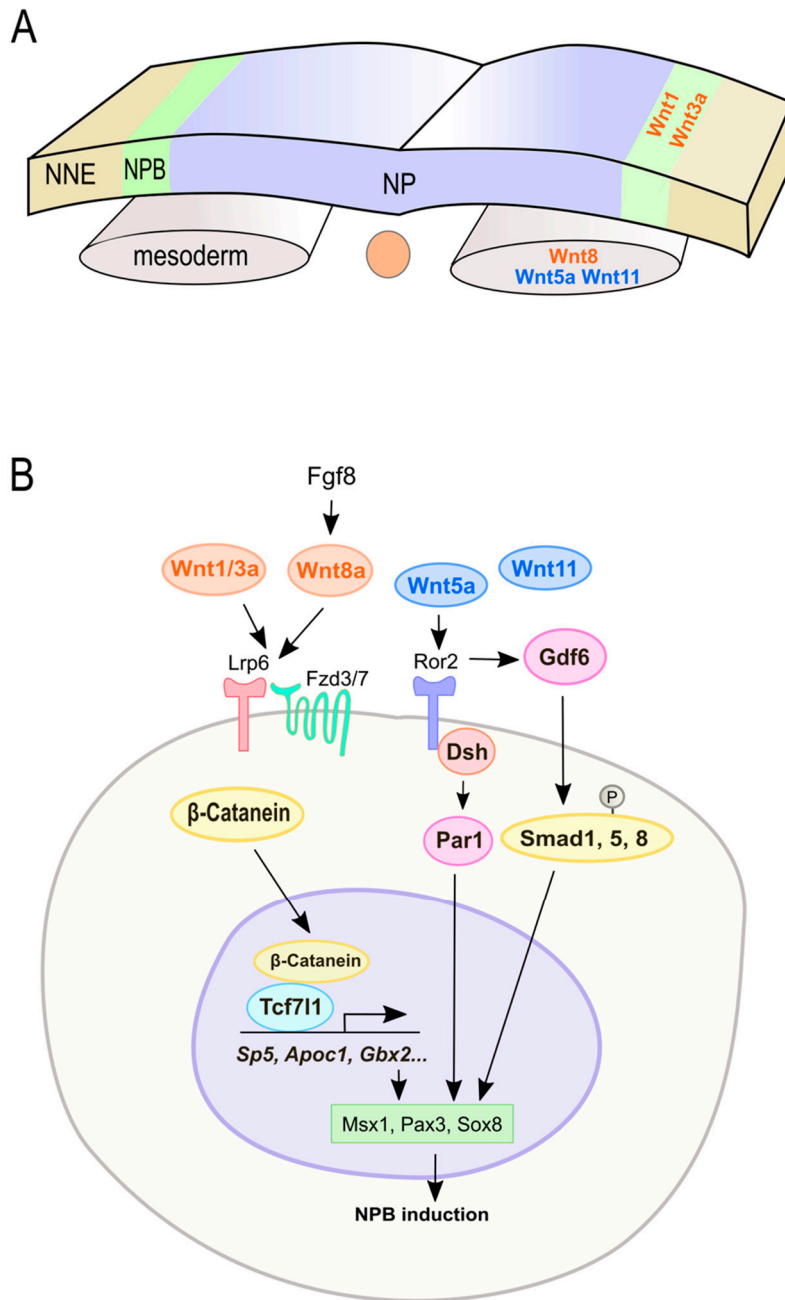 A
Wnt1
Wnt3a
NNE
NPB
NP
mesoderm
Wnt8
Wnt5a Wnt11
B
Fgf8
Wnt1/3a
Wnt8a
Wnt5a
Wnt11
Lrp6
Fzd3/7
Ror2
Gdf6
Dsh
P
β-Catanein
Par1
Smad1, 5, 8
β-Catanein
Tcf7l1
Sp5, Apoc1, Gbx2...
Msx1, Pax3, Sox8
NPB induction